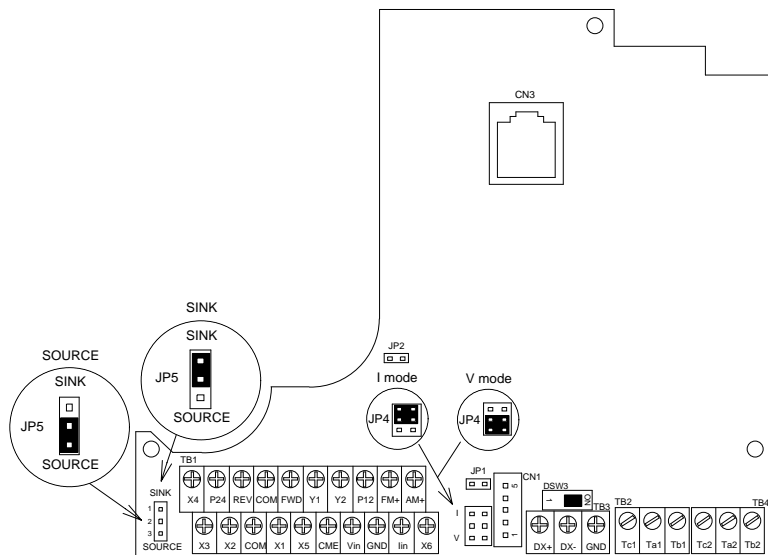 CN3
SINK
SINK
JP5
SOURCE
SOURCE
SINK
JP5
SOURCE
JP2
I mode
V mode
JP4
JP4
TB1
X4 P24 REV COM FWD Y1 Y2 P12 FM+ AM+
X3 X2 COM X1 X5 CME Vin GND Iin X6
SINK
1
2
3
SOURCE
JP1
I
V
CN1
5
1
DSW3
1
ON
TB3
DX+ DX- GND
TB2
TB4
Tc1 Ta1 Tb1 Tc2 Ta2 Tb2